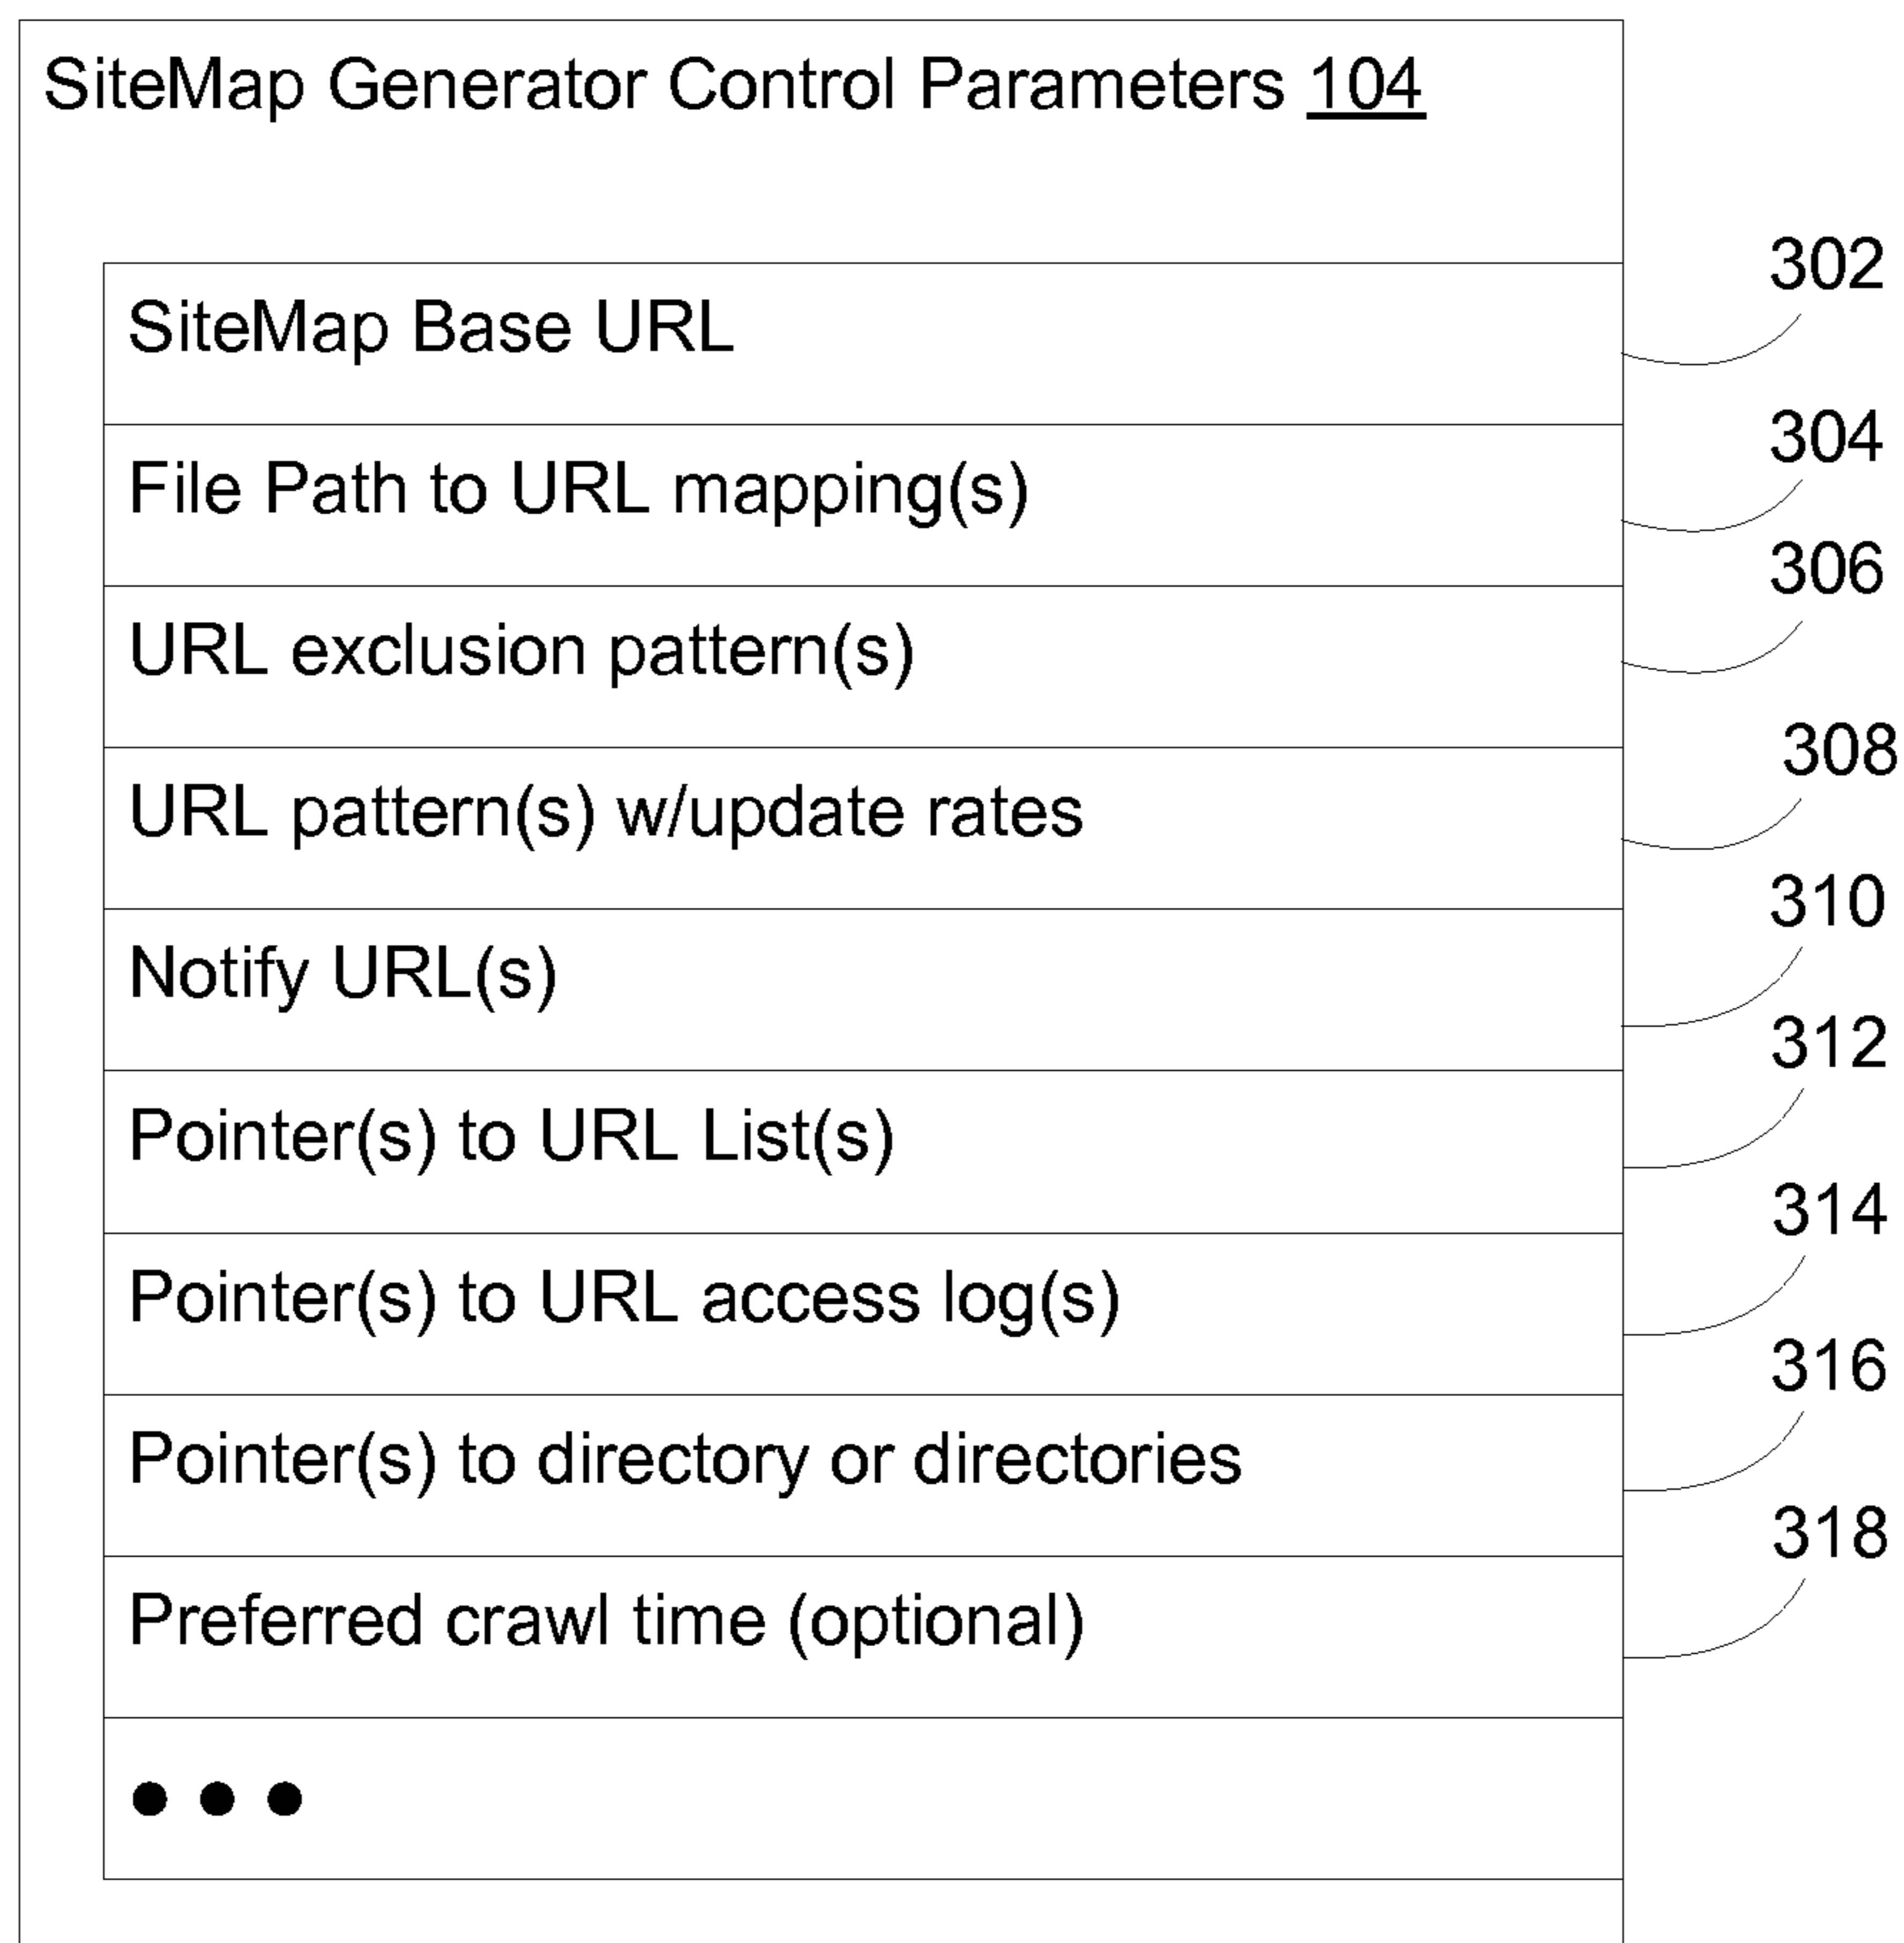 SiteMap Generator Control Parameters 104
302
SiteMap Base URL
304
File Path to URL mapping(s)
306
URL exclusion pattern(s)
308
URL pattern(s) w/update rates
310
Notify URL(s)
312
Pointer(s) to URL List(s)
314
Pointer(s) to URL access log(s)
316
Pointer(s) to directory or directories
318
Preferred crawl time (optional)
● ● ●